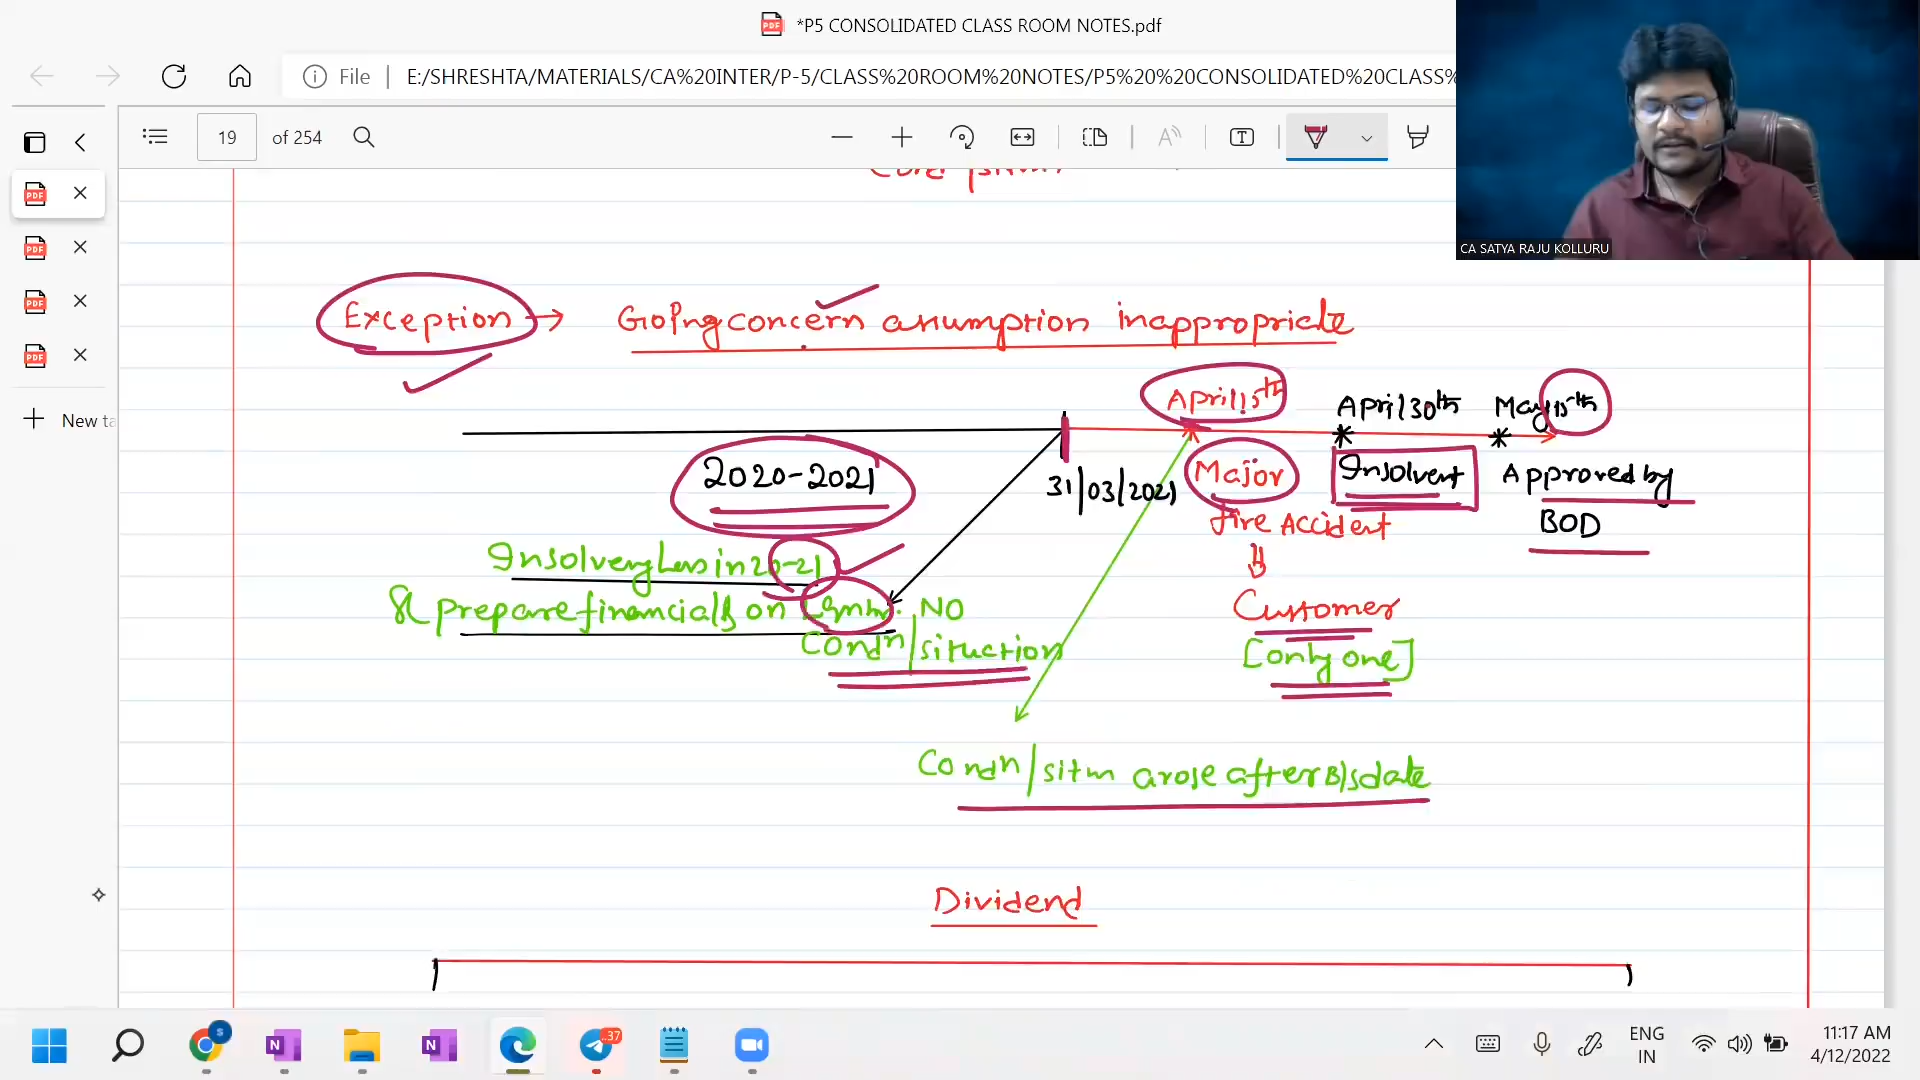 *P5 CONSOLIDATED CLASS ROOM NOTES.pdf
File
E:/SHRESHTA/MATERIALS/CA%20INTER/P-5/CLASS%20ROOM%20NOTES/P5%20%20CONSOLIDATED%20CLASS%
19 of 254
CA SATYA RAJU KOLLURU
New ta
Exception → Going concern assumption inappropriate
April 15th
April 30th
May 15th
2020-2021
31/03/2021
Major
Fire Accident
Insolvent
Approved by
BOD
Insolvency Loss in 20-21
& prepare financials on NO
Condn/situation
Customer
[only one]
Condn/sitn arose after B/s date
Dividend
37
ENG
IN
11:17 AM
4/12/2022